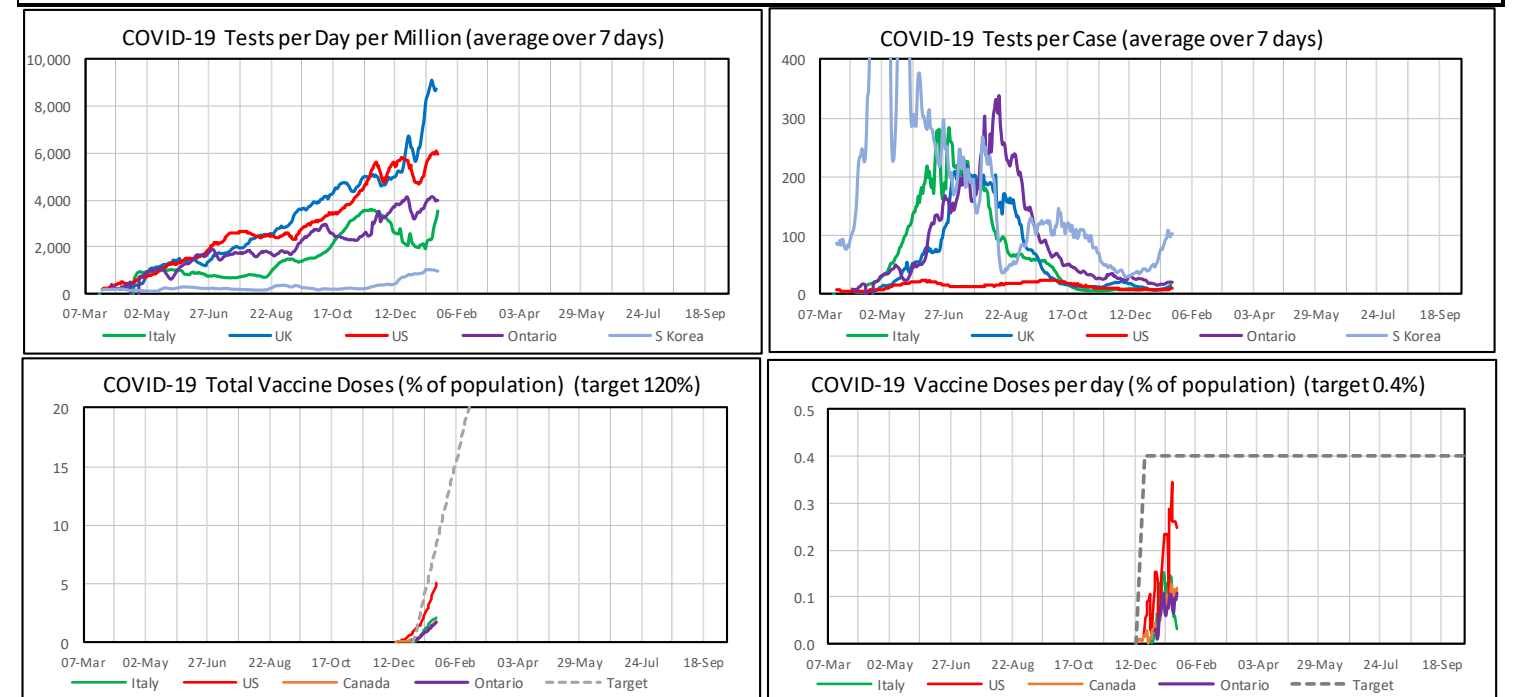 COVID-19 Tests per Day per Million (average over 7 days)
10,000
8,000
6,000
4,000
2,000
0
07-Mar 02-May 27-Jun 22-Aug 17-Oct 12-Dec 06-Feb 03-Apr 29-May 24-Jul 18-Sep
Italy UK US Ontario S Korea
COVID-19 Tests per Case (average over 7 days)
400
300
200
100
0
07-Mar 02-May 27-Jun 22-Aug 17-Oct 12-Dec 06-Feb 03-Apr 29-May 24-Jul 18-Sep
Italy UK US Ontario S Korea
COVID-19 Total Vaccine Doses (% of population) (target 120%)
20
15
10
5
0
07-Mar 02-May 27-Jun 22-Aug 17-Oct 12-Dec 06-Feb 03-Apr 29-May 24-Jul 18-Sep
Italy US Canada Ontario Target
COVID-19 Vaccine Doses per day (% of population) (target 0.4%)
0.5
0.4
0.3
0.2
0.1
0.0
07-Mar 02-May 27-Jun 22-Aug 17-Oct 12-Dec 06-Feb 03-Apr 29-May 24-Jul 18-Sep
Italy US Canada Ontario Target